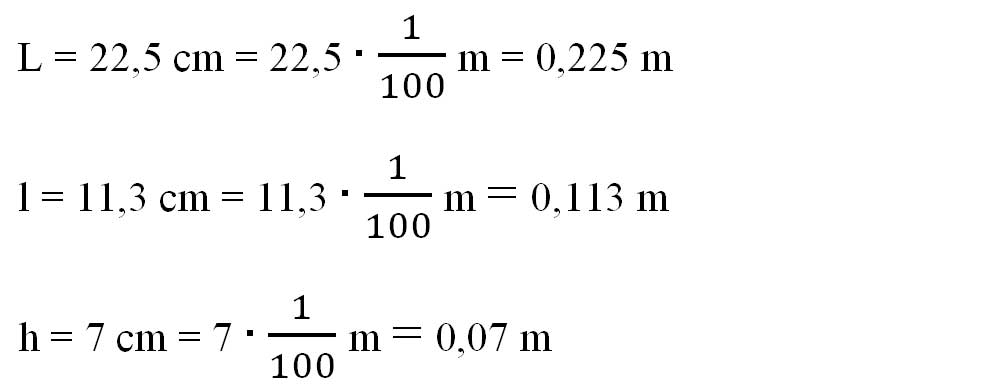 L = 22,5 cm = 22,5 · 1/100 m = 0,225 m
l = 11,3 cm = 11,3 · 1/100 m = 0,113 m
h = 7 cm = 7 · 1/100 m = 0,07 m